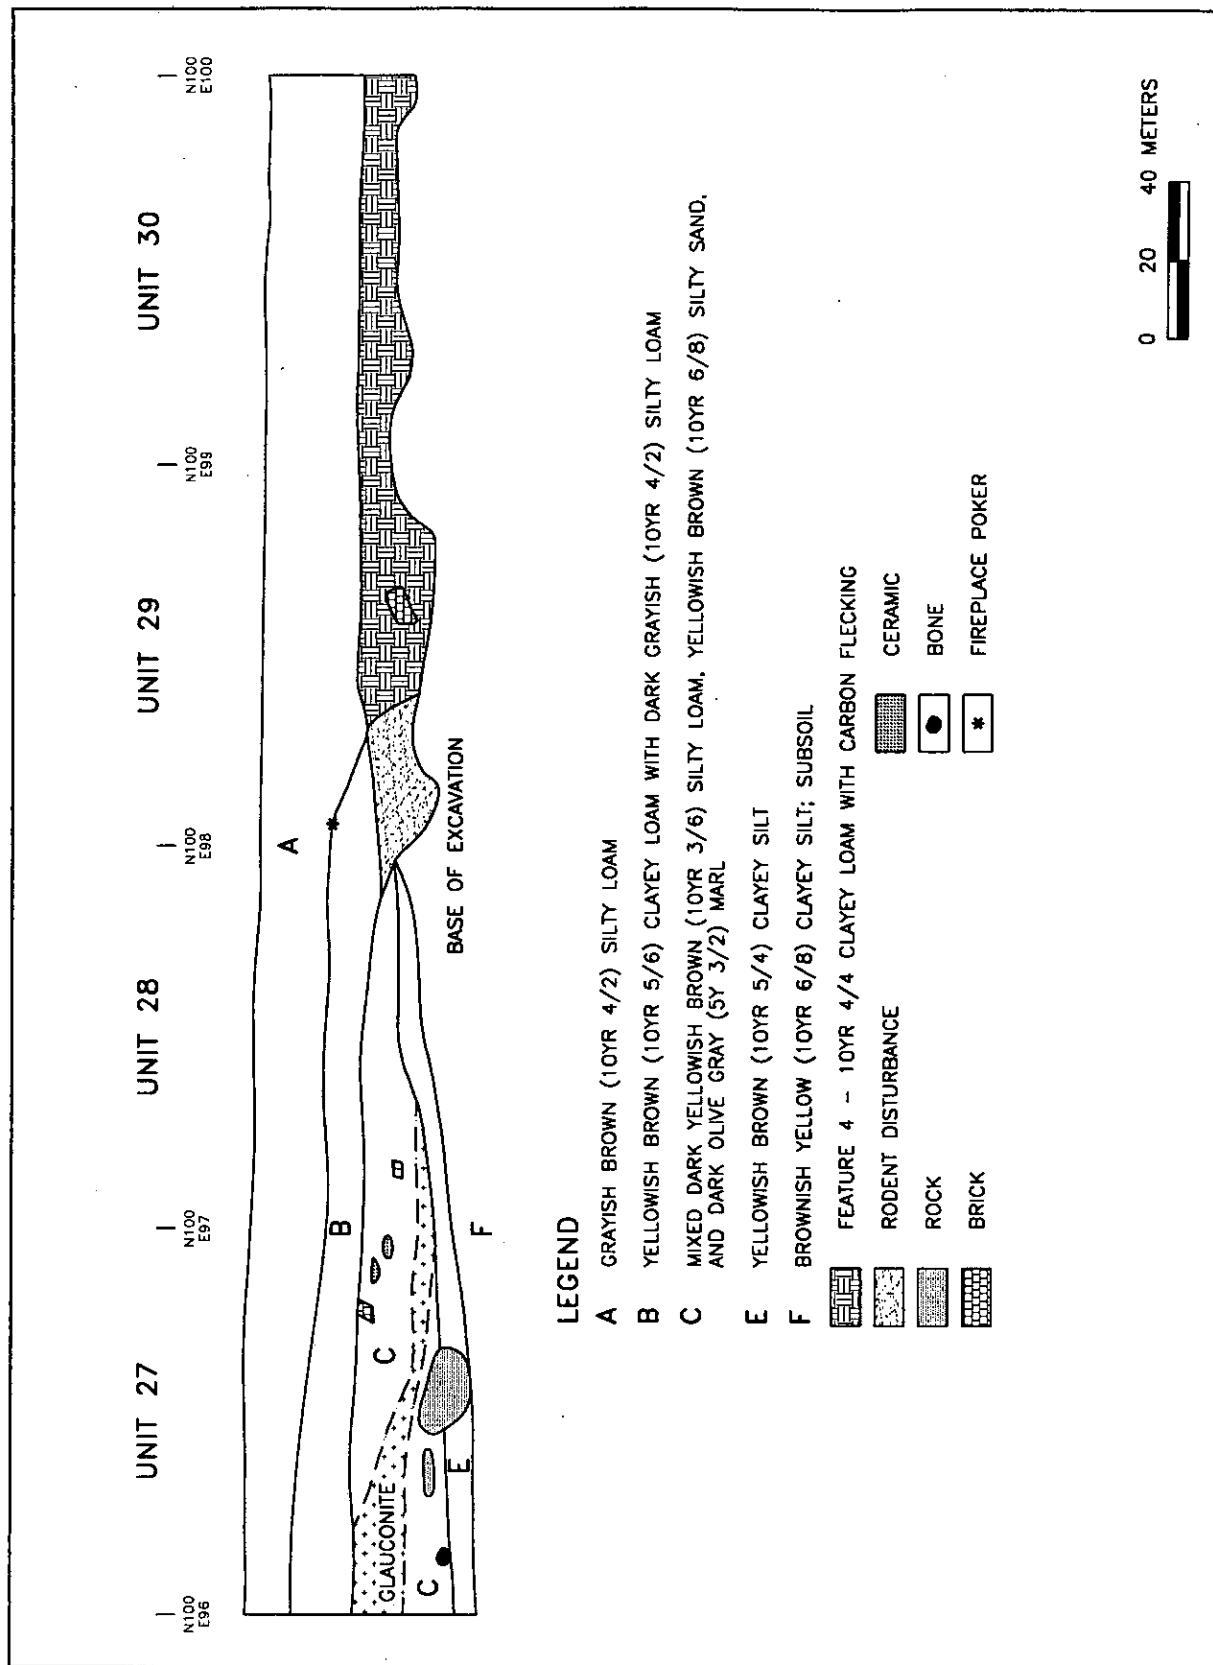 UNIT 27 UNIT 28 UNIT 29 UNIT 30
N100 N100 N100 N100 N100
E96 E97 E98 E99 E100
A
B
C
GLAUCONITE
C
E
F
BASE OF EXCAVATION
LEGEND
A GRAYISH BROWN (10YR 4/2) SILTY LOAM
B YELLOWISH BROWN (10YR 5/6) CLAYEY LOAM WITH DARK GRAYISH (10YR 4/2) SILTY LOAM
C MIXED DARK YELLOWISH BROWN (10YR 3/6) SILTY LOAM, YELLOWISH BROWN (10YR 6/8) SILTY SAND,
AND DARK OLIVE GRAY (5Y 3/2) MARL
E YELLOWISH BROWN (10YR 5/4) CLAYEY SILT
F BROWNISH YELLOW (10YR 6/8) CLAYEY SILT; SUBSOIL
FEATURE 4 - 10YR 4/4 CLAYEY LOAM WITH CARBON FLECKING
RODENT DISTURBANCE CERAMIC
ROCK BONE
BRICK FIREPLACE POKER
0 20 40 METERS